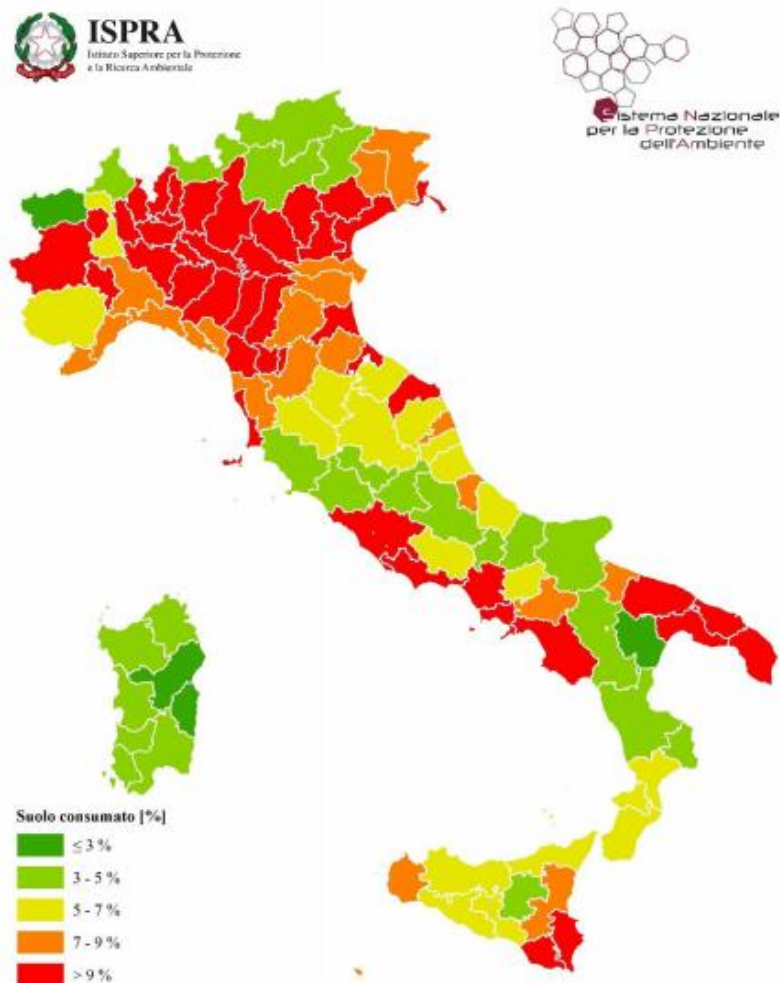 ISPRA
Istituto Superiore per la Protezione
e la Ricerca Ambientale
Sistema Nazionale
per la Protezione
dell'Ambiente
Suolo consumato [%]
≤ 3 %
3 - 5 %
5 - 7 %
7 - 9 %
> 9 %